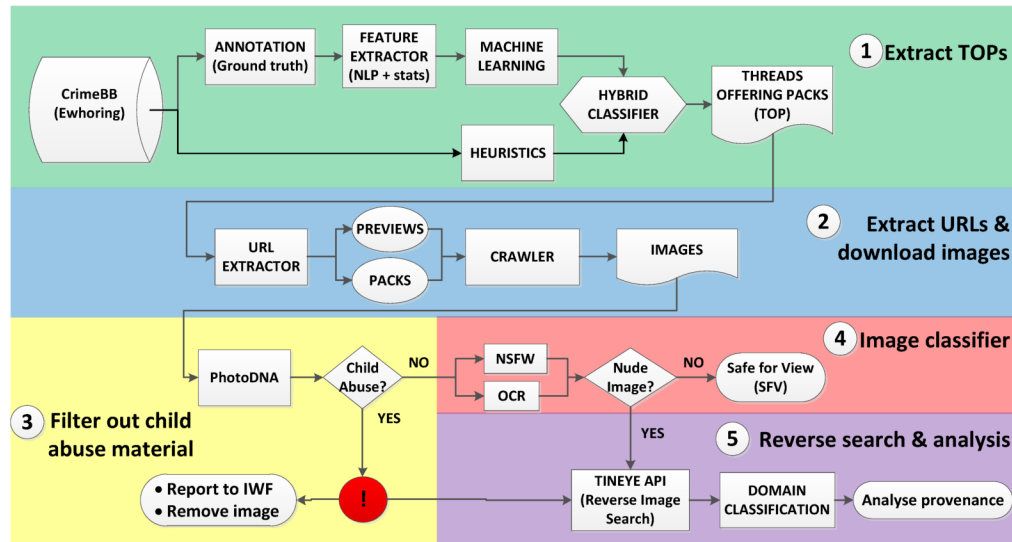 ANNOTATION
(Ground truth)
FEATURE
EXTRACTOR
(NLP + stats)
MACHINE
LEARNING
1 Extract TOPs
CrimeBB
(Ewhoring)
HYBRID
CLASSIFIER
THREADS
OFFERING PACKS
(TOP)
HEURISTICS
2 Extract URLs &
download images
URL
EXTRACTOR
PREVIEWS
PACKS
CRAWLER
IMAGES
4 Image classifier
PhotoDNA
Child
Abuse?
NO
YES
NSFW
OCR
Nude
Image?
NO
YES
Safe for View
(SFV)
3 Filter out child
abuse material
5 Reverse search & analysis
• Report to IWF
• Remove image
!
TINEYE API
(Reverse Image
Search)
DOMAIN
CLASSIFICATION
Analyse provenance